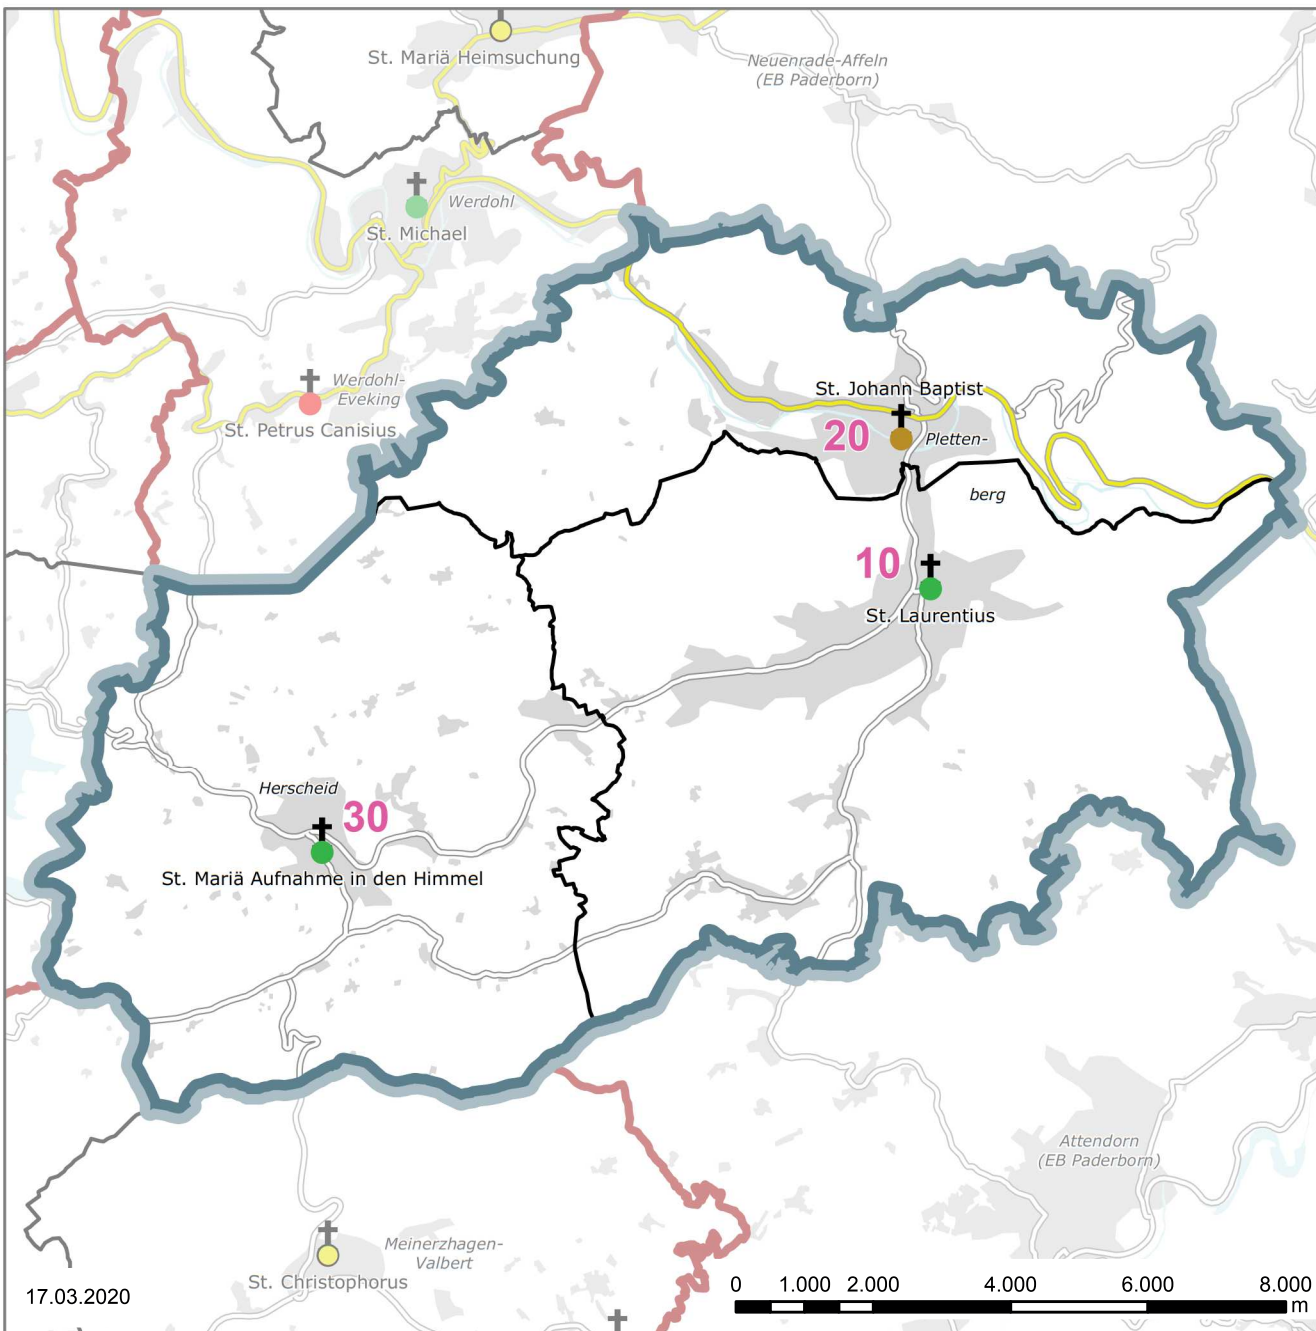 St. Mariä Heimsuchung
Neuenrade-Affeln
(EB Paderborn)
Werdohl
St. Michael
Werdohl-
Eveking
St. Petrus Canisius
St. Johann Baptist
20
Pletten-
berg
10
St. Laurentius
Herscheid
30
St. Mariä Aufnahme in den Himmel
Attendorn
(EB Paderborn)
Meinerzhagen-
Valbert
St. Christophorus
17.03.2020
0 1.000 2.000 4.000 6.000 8.000
m